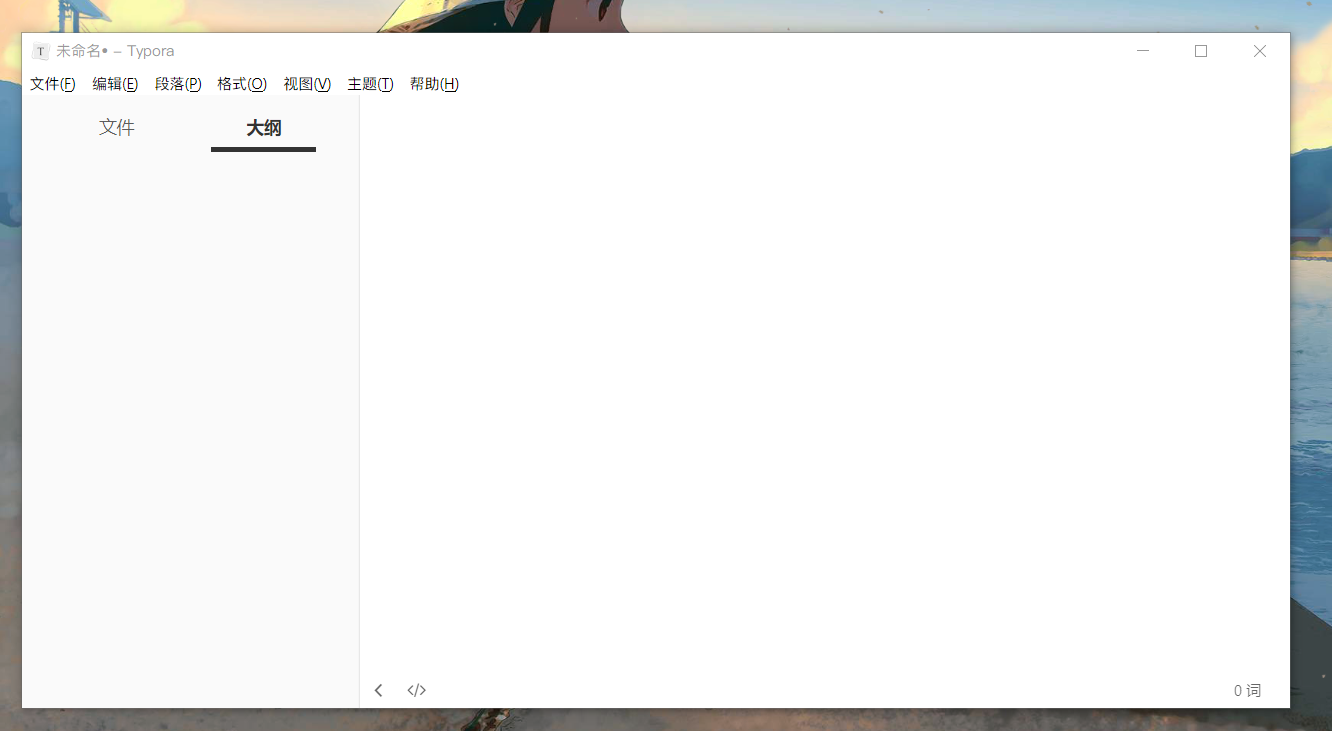 T 未命名• – Typora
文件(F) 编辑(E) 段落(P) 格式(O) 视图(V) 主题(T) 帮助(H)
文件 大纲
</> 0 词